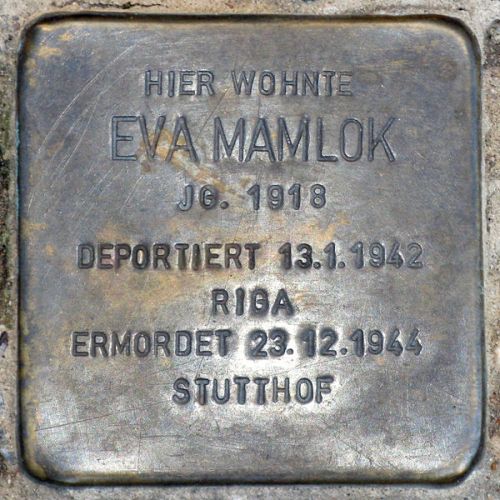 HIER WOHNTE
EVA MAMLOK
JG. 1918
DEPORTIERT 13.1.1942
RIGA
ERMORDET 23.12.1944
STUTTHOF